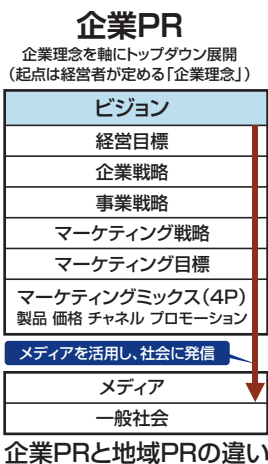 企業PR
企業理念を軸にトップダウン展開
（起点は経営者が定める「企業理念」）
ビジョン
経営目標
企業戦略
事業戦略
マーケティング戦略
マーケティング目標
マーケティングミックス（4P）
製品 価格 チャネル プロモーション
メディアを活用し、社会に発信
メディア
一般社会
企業PRと地域PRの違い